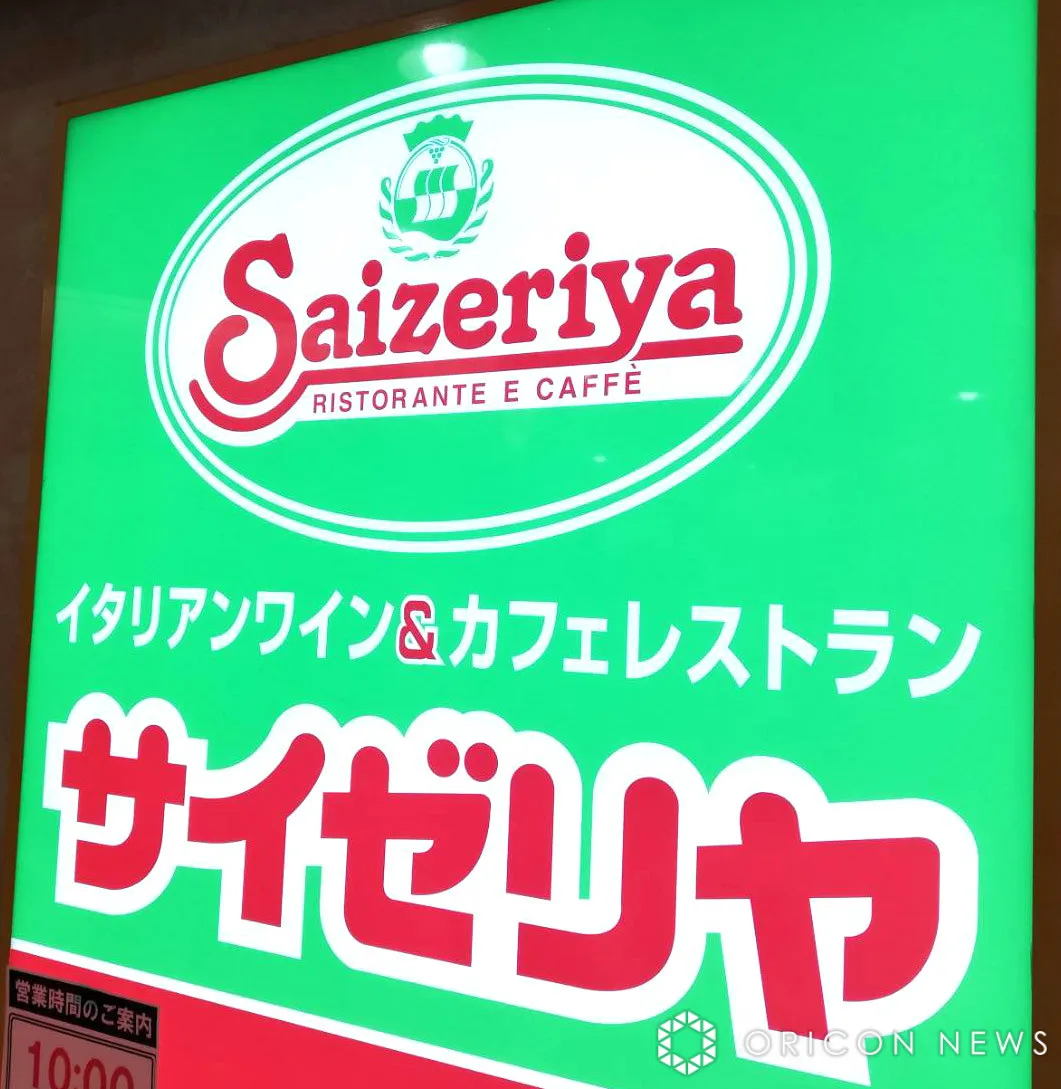 Saizeriya
RISTORANTE E CAFFÈ
イタリアンワイン&カフェレストラン
サイゼリヤ
営業時間のご案内
10:00
ORICON NEWS